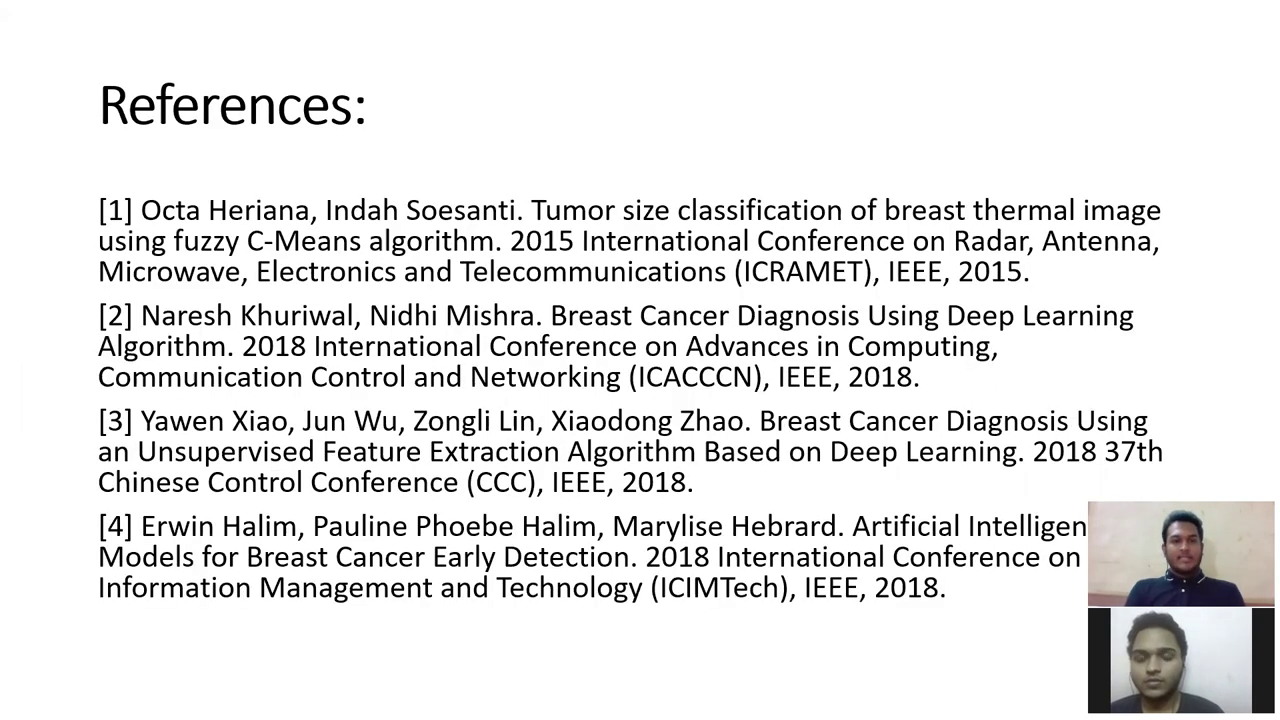 References:
[1] Octa Heriana, Indah Soesanti. Tumor size classification of breast thermal image
using fuzzy C-Means algorithm. 2015 International Conference on Radar, Antenna,
Microwave, Electronics and Telecommunications (ICRAMET), IEEE, 2015.
[2] Naresh Khuriwal, Nidhi Mishra. Breast Cancer Diagnosis Using Deep Learning
Algorithm. 2018 International Conference on Advances in Computing,
Communication Control and Networking (ICACCCN), IEEE, 2018.
[3] Yawen Xiao, Jun Wu, Zongli Lin, Xiaodong Zhao. Breast Cancer Diagnosis Using
an Unsupervised Feature Extraction Algorithm Based on Deep Learning. 2018 37th
Chinese Control Conference (CCC), IEEE, 2018.
[4] Erwin Halim, Pauline Phoebe Halim, Marylise Hebrard. Artificial Intelligen
Models for Breast Cancer Early Detection. 2018 International Conference on
Information Management and Technology (ICIMTech), IEEE, 2018.